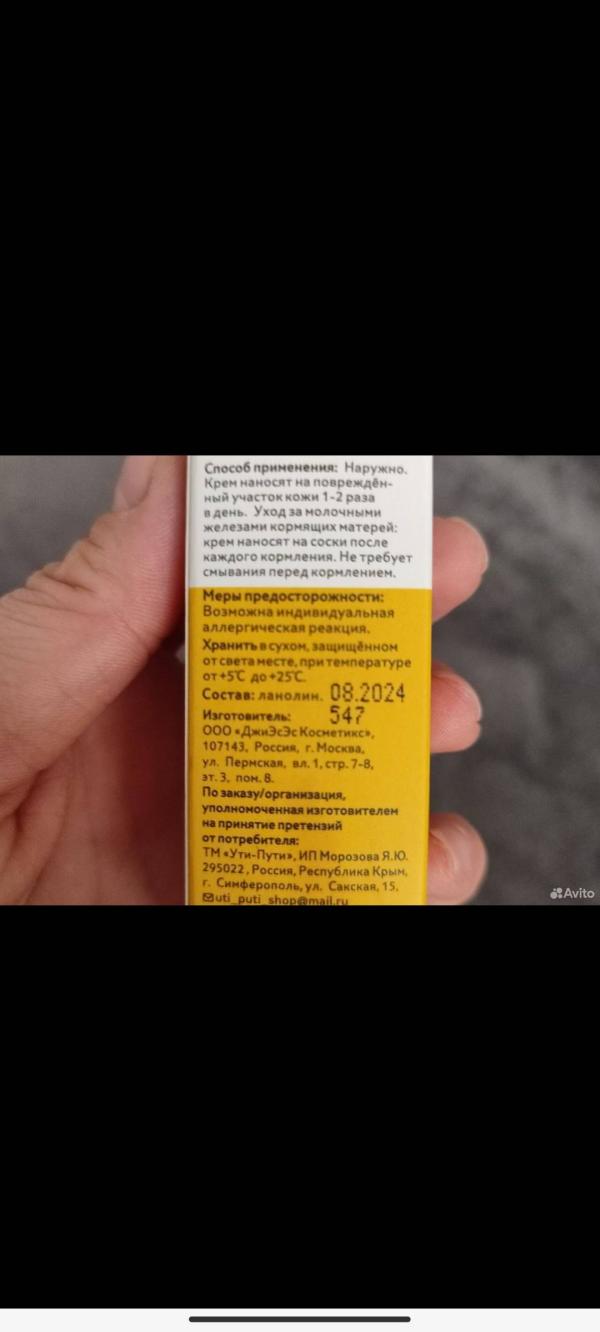 Способ применения: Наружно.
Крем наносят на повреждён-
ный участок кожи 1-2 раза
в день. Уход за молочными
железами кормящих матерей:
крем наносят на соски после
каждого кормления. Не требует
смывания перед кормлением.
Меры предосторожности:
Возможна индивидуальная
аллергическая реакция.
Хранить в сухом, защищённом
от света месте, при температуре
от +5°C до +25°C.
Состав: ланолин. 08.2024
547
Изготовитель:
ООО «ДжиЭсЭс Косметикс»,
107143, Россия, г. Москва,
ул. Пермская, вл. 1, стр. 7-8,
эт. 3, пом. 8.
По заказу/организация,
уполномоченная изготовителем
на принятие претензий
от потребителя:
ТМ «Ути-Пути», ИП Морозова Я.Ю.
295022, Россия, Республика Крым,
г. Симферополь, ул. Сакская, 15.
uti_puti_shop@mail.ru
Avito